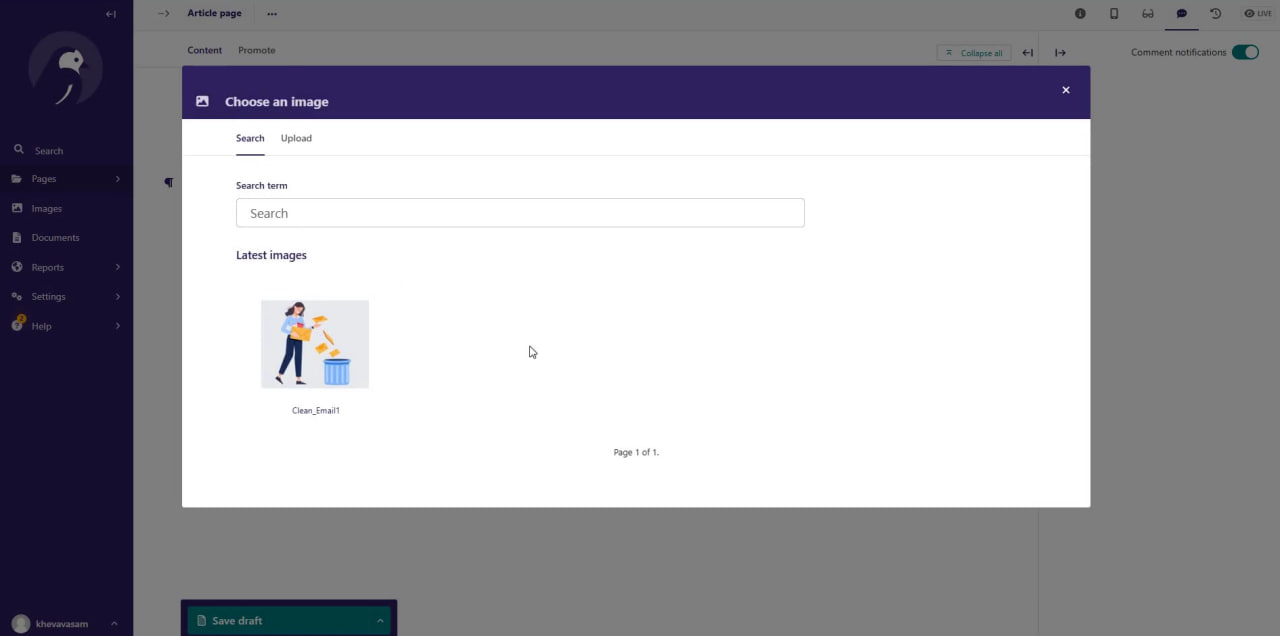 Article page
LIVE
Content
Promote
Collapse all
Comment notifications
Choose an image
Search
Upload
Search
Pages
Images
Documents
Reports
Settings
2
Help
Search term
Search
Latest images
Clean_Email1
Page 1 of 1.
Save draft
khevavasam